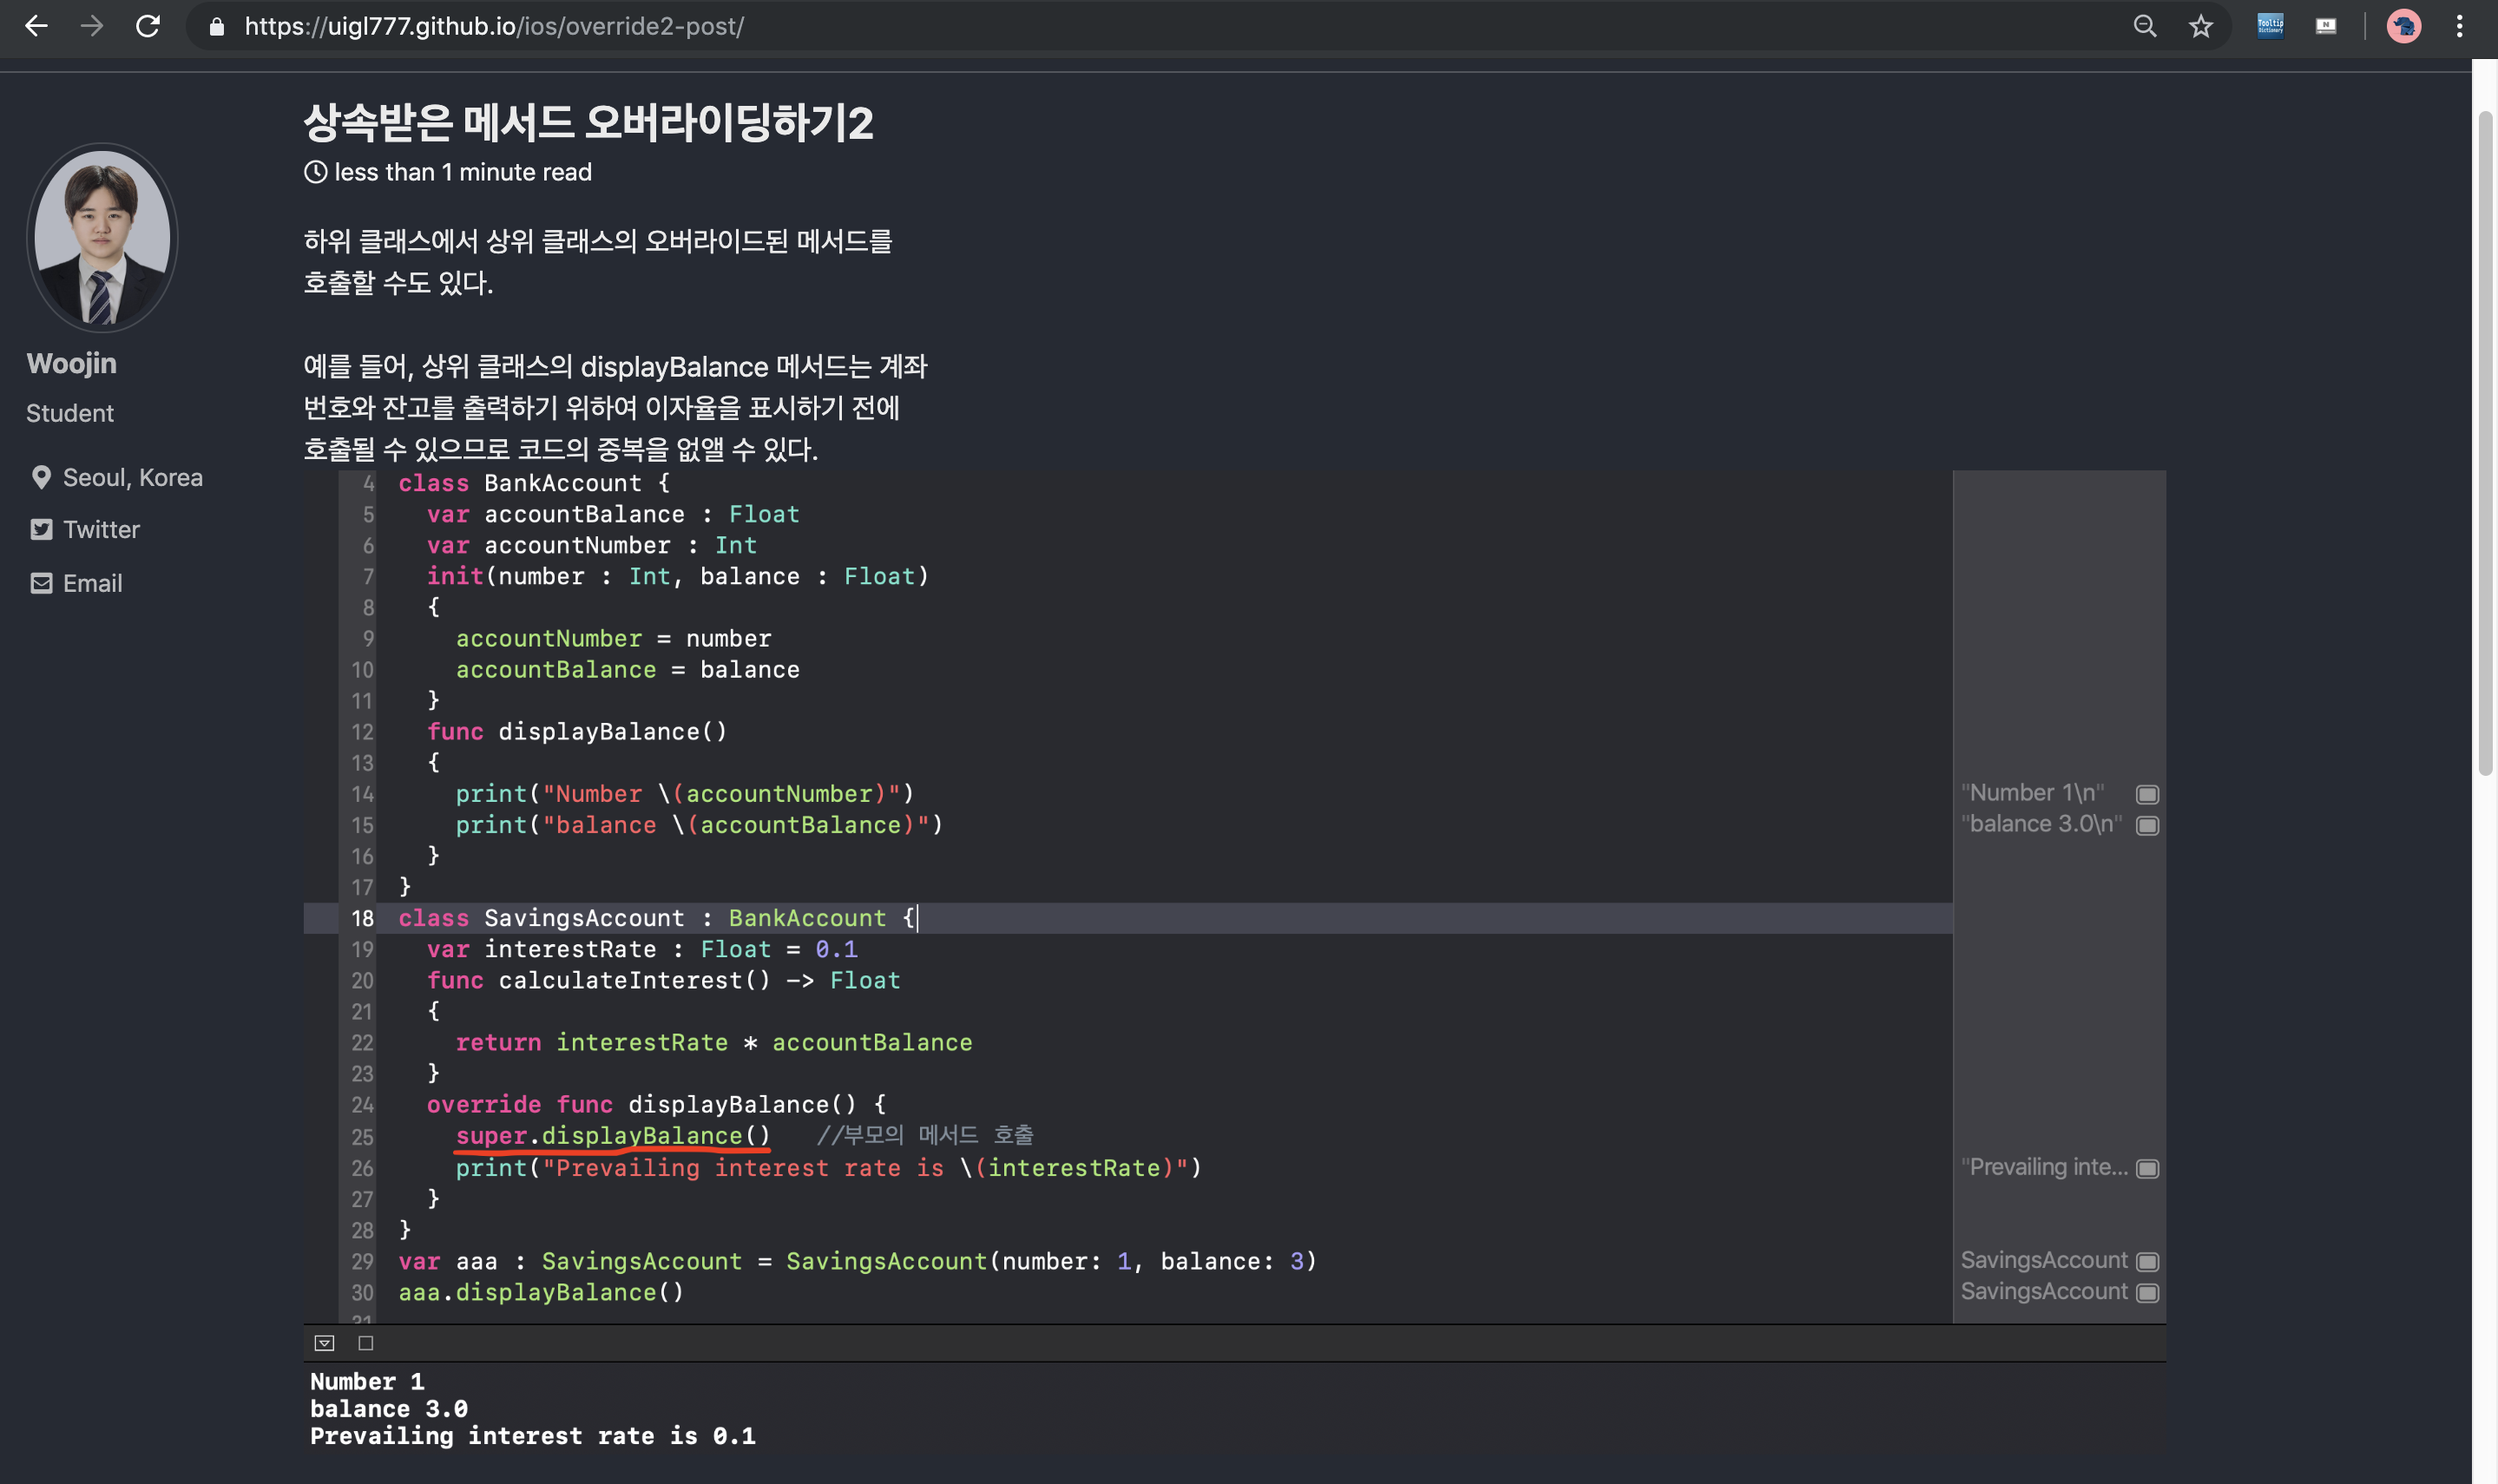 https://uigl777.github.io/ios/override2-post/
상속받은 메서드 오버라이딩하기2
less than 1 minute read
Woojin
Student
Seoul, Korea
Twitter
Email
하위 클래스에서 상위 클래스의 오버라이드된 메서드를
호출할 수도 있다.
예를 들어, 상위 클래스의 displayBalance 메서드는 계좌
번호와 잔고를 출력하기 위하여 이자율을 표시하기 전에
호출될 수 있으므로 코드의 중복을 없앨 수 있다.
4 class BankAccount {
5 var accountBalance : Float
6 var accountNumber : Int
7 init(number : Int, balance : Float)
8 {
9 accountNumber = number
10 accountBalance = balance
11 }
12 func displayBalance()
13 {
14 print("Number \(accountNumber)") "Number 1\n"
15 print("balance \(accountBalance)") "balance 3.0\n"
16 }
17 }
18 class SavingsAccount : BankAccount {
19 var interestRate : Float = 0.1
20 func calculateInterest() -> Float
21 {
22 return interestRate * accountBalance
23 }
24 override func displayBalance() {
25 super.displayBalance() //부모의 메서드 호출
26 print("Prevailing interest rate is \(interestRate)") "Prevailing inte...
27 }
28 }
29 var aaa : SavingsAccount = SavingsAccount(number: 1, balance: 3) SavingsAccount
30 aaa.displayBalance() SavingsAccount
31
Number 1
balance 3.0
Prevailing interest rate is 0.1